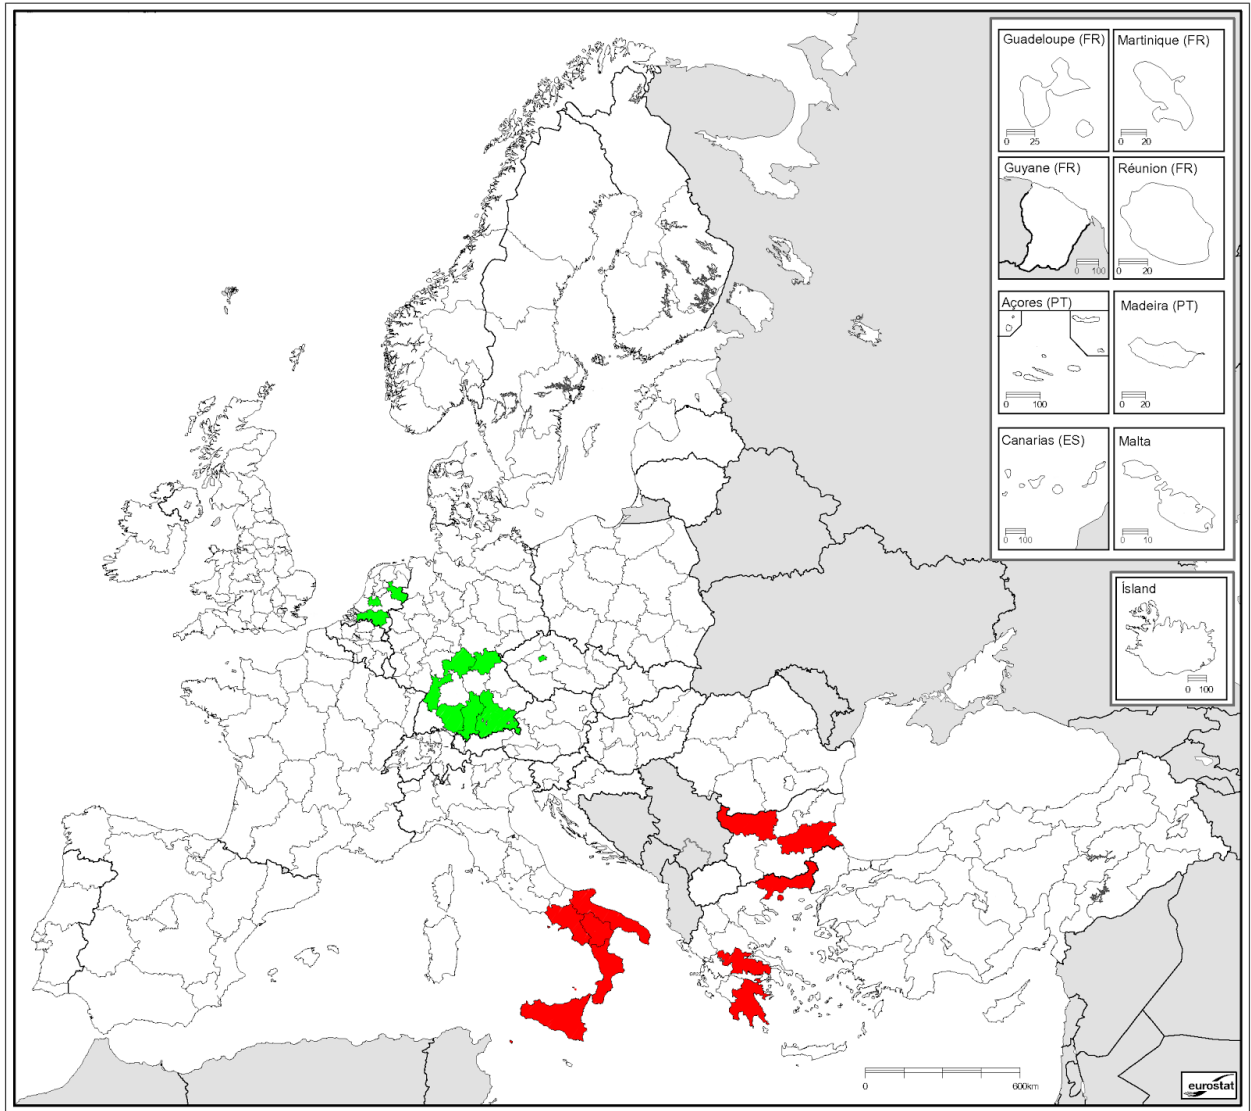 Guadeloupe (FR)
0 25
Martinique (FR)
0 20
Guyane (FR)
0 100
Réunion (FR)
0 20
Açores (PT)
0 100
Madeira (PT)
0 20
Canarias (ES)
0 100
Malta
0 10
Ísland
0 100
0 600km
eurostat